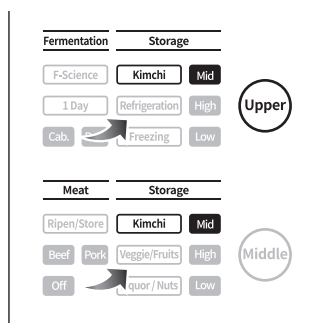 Fermentation Storage
F-Science Kimchi Mid
1 Day Refrigeration High Upper
Cab. Freezing Low
Meat Storage
Ripen/Store Kimchi Mid
Beef Pork Veggie/Fruits High Middle
Off quor / Nuts Low